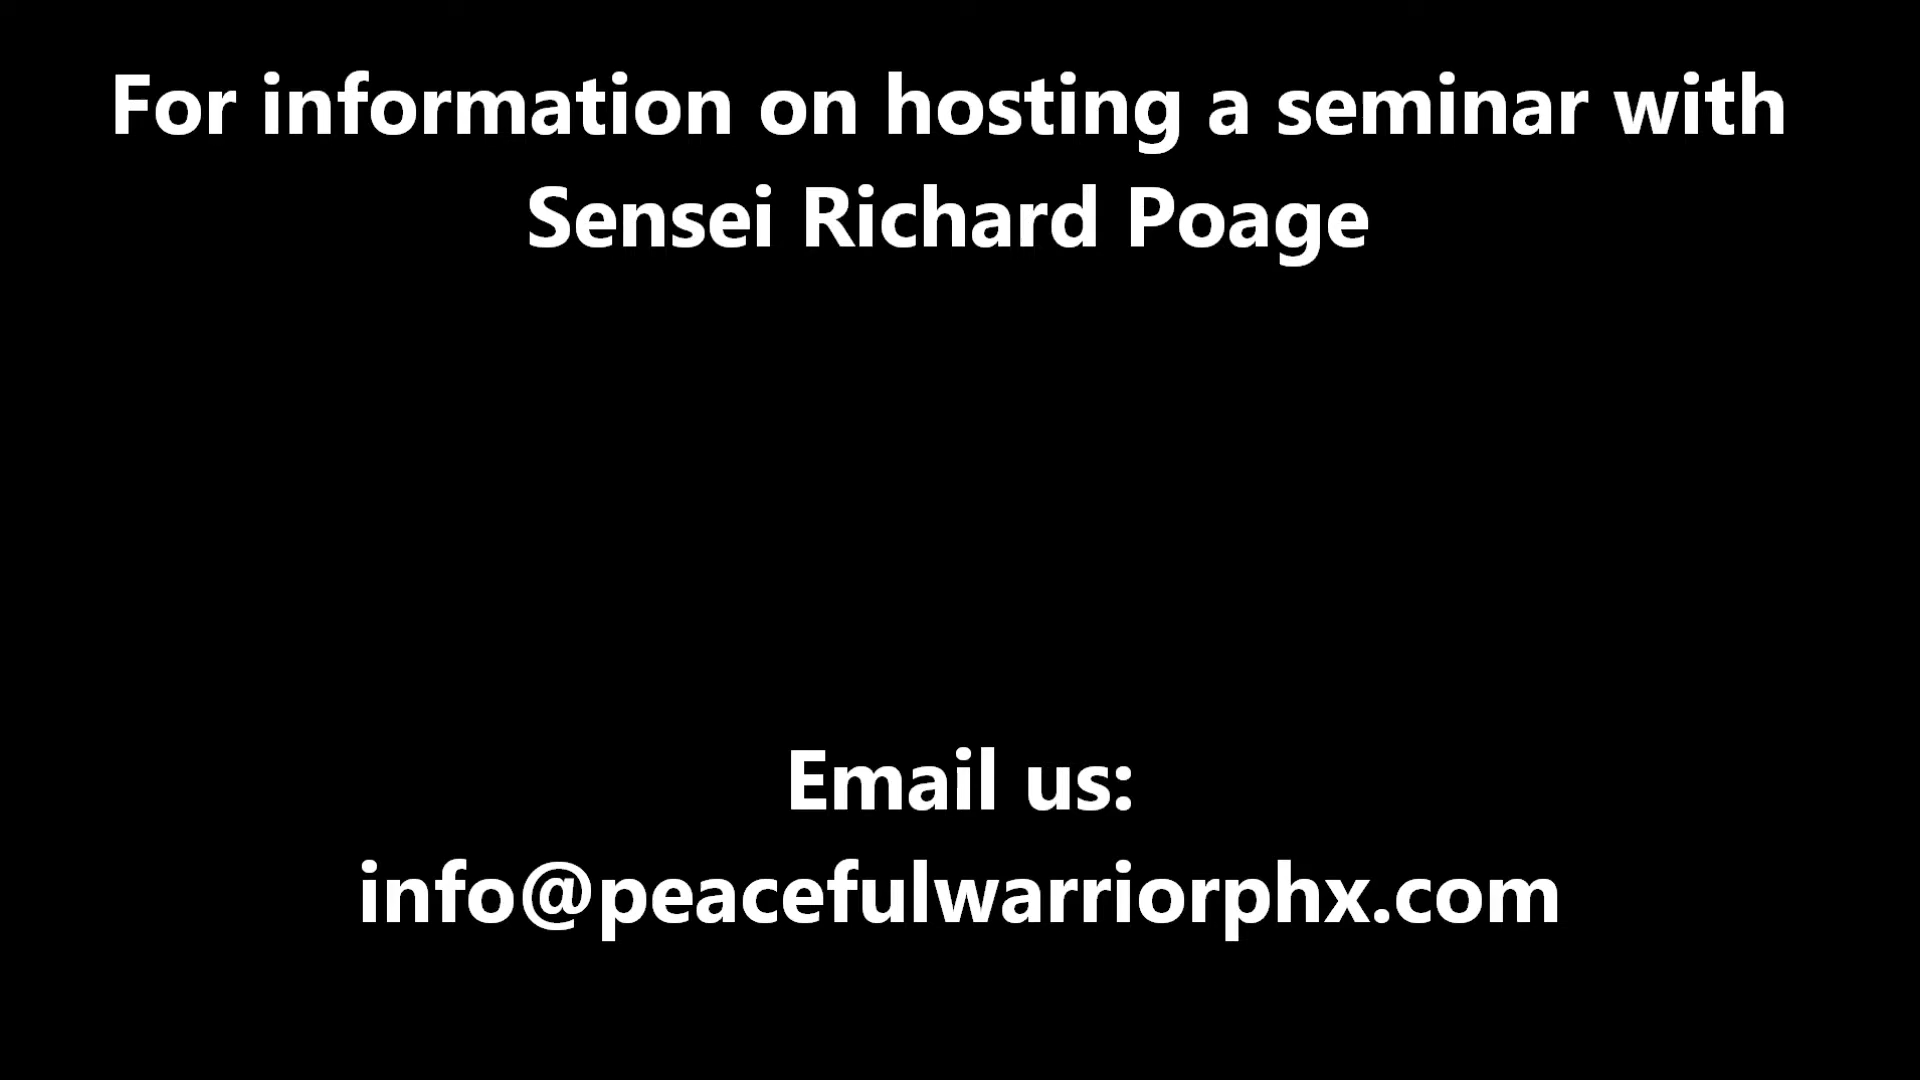 For information on hosting a seminar with
Sensei Richard Poage
Email us:
info@peacefulwarriorphx.com